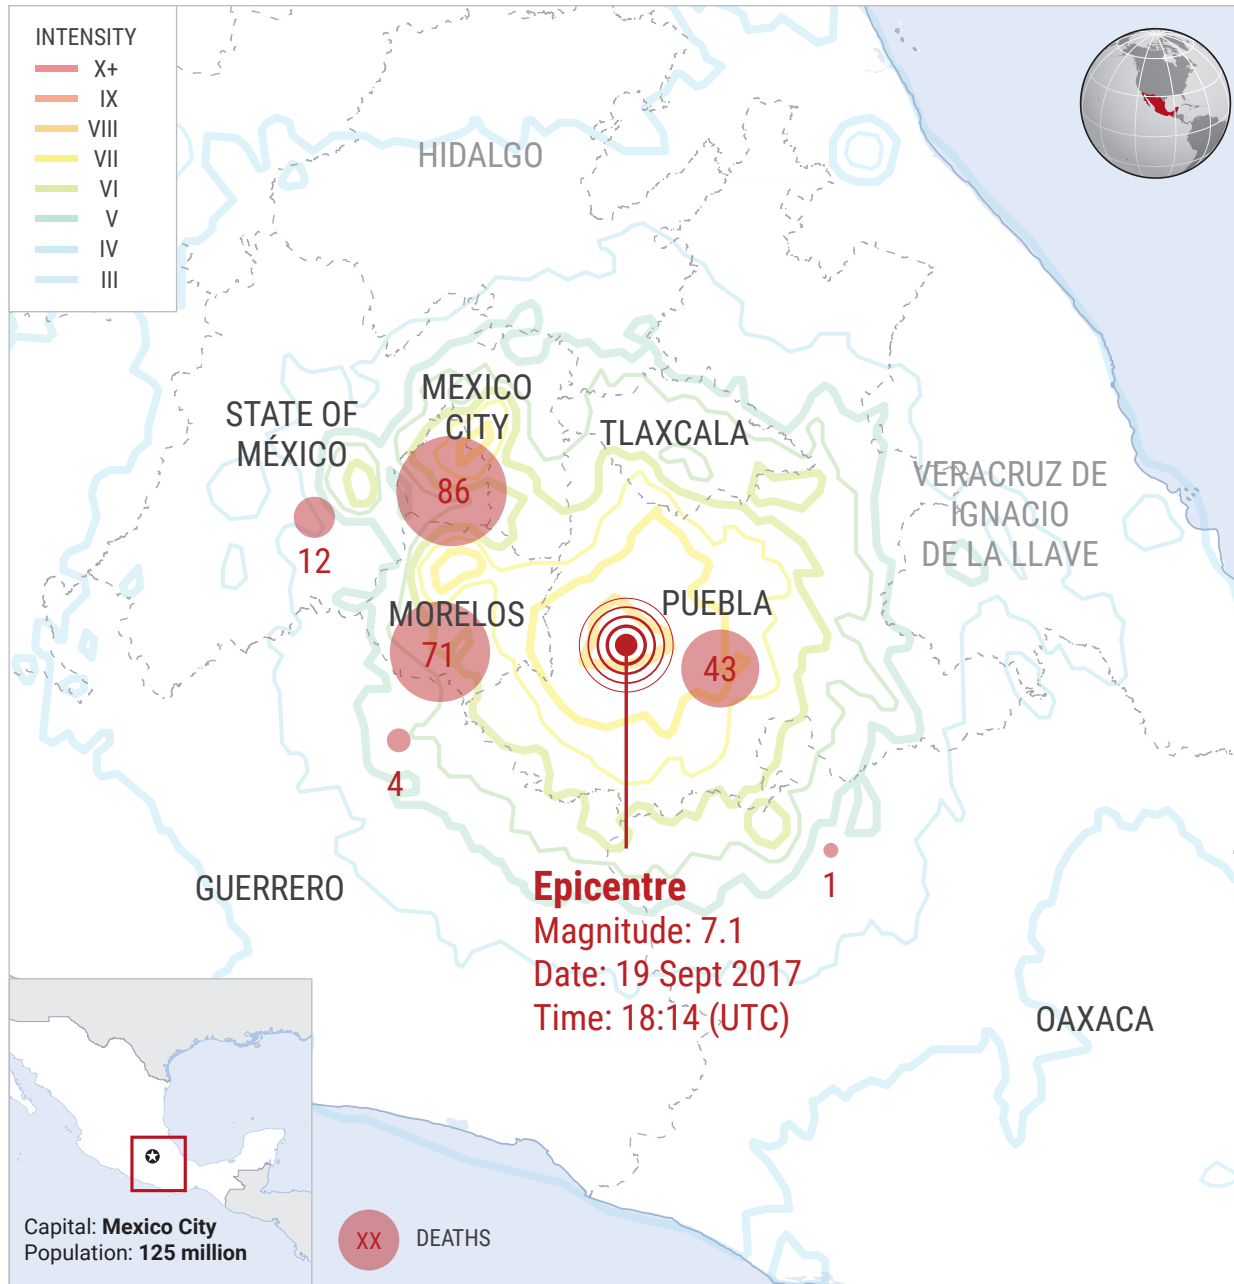 INTENSITY
X+
IX
VIII
VII
VI
V
IV
III
HIDALGO
MEXICO
CITY
STATE OF
MÉXICO
TLAXCALA
VERACRUZ DE
IGNACIO
DE LA LLAVE
86
12
MORELOS
71
PUEBLA
43
4
1
GUERRERO
Epicentre
Magnitude: 7.1
Date: 19 Sept 2017
Time: 18:14 (UTC)
OAXACA
Capital: Mexico City
Population: 125 million
XX DEATHS